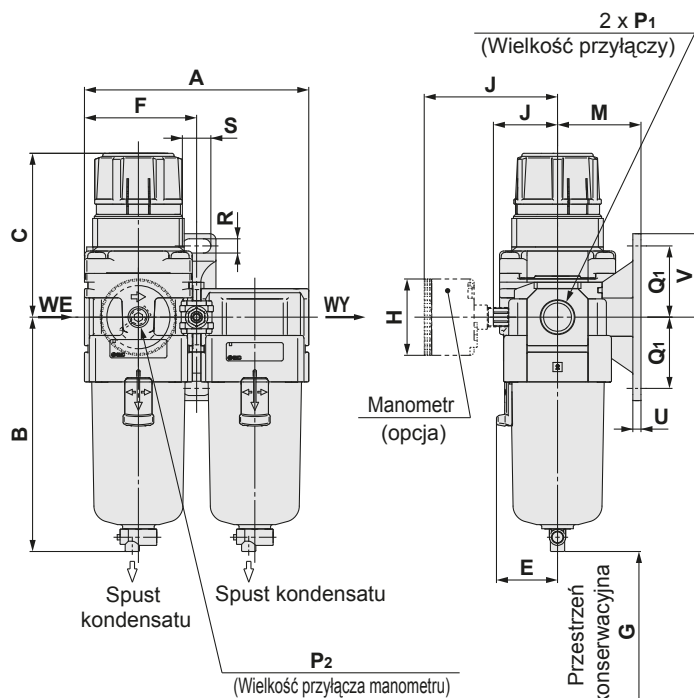 2 x P1
(Wielkość przyłączy)
A
F
S
J
J
M
C
R
V
Q1
WE
WY
H
Q1
Manometr
(opcja)
U
B
E
Spust
kondensatu
Spust kondensatu
Przestrzeń
konserwacyjna
G
P2
(Wielkość przyłącza manometru)